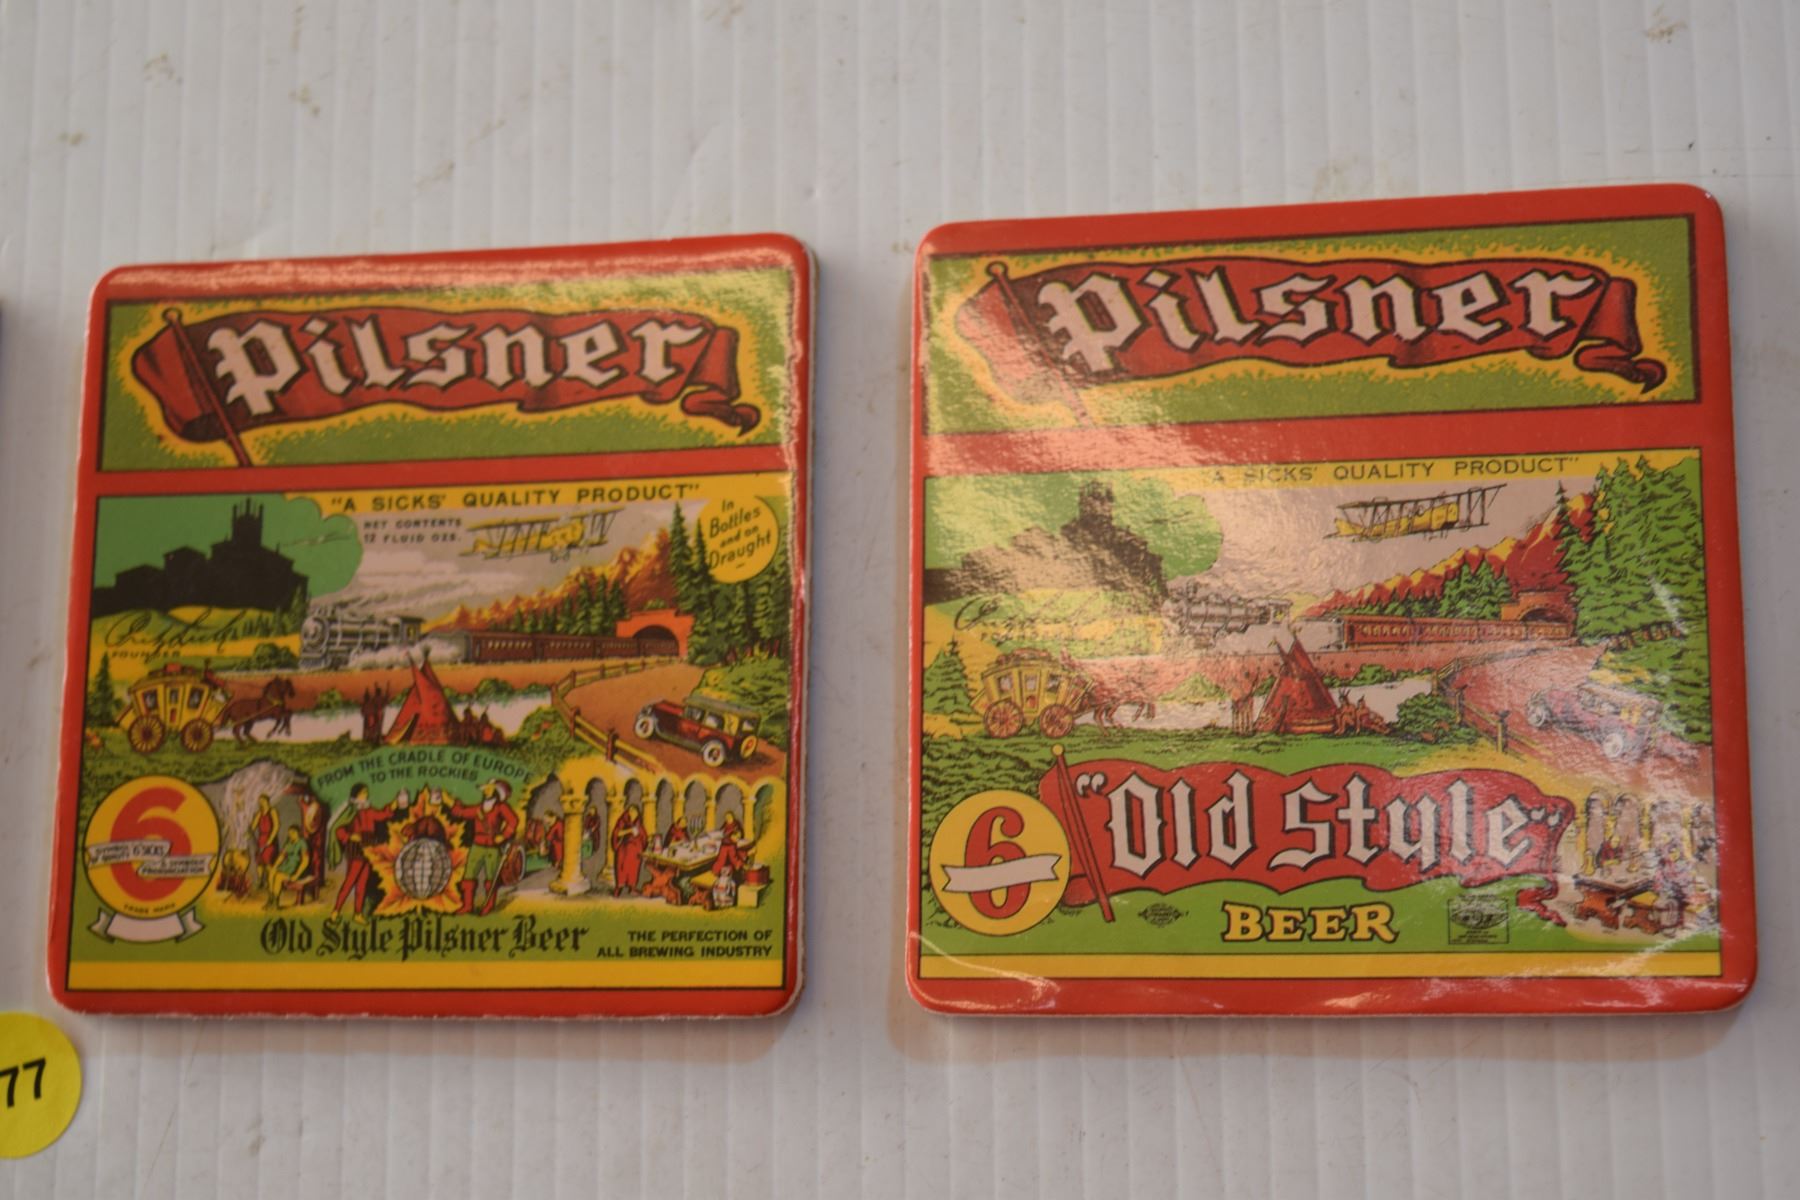 Pilsner
"A SICKS' QUALITY PRODUCT"
NET CONTENTS
12 FLUID OZS.
In
Bottles
and on
Draught
FOUNDER
FROM THE CRADLE OF EUROPE
TO THE ROCKIES
6
TRADE MARK
Old Style Pilsner Beer
THE PERFECTION OF
ALL BREWING INDUSTRY
Pilsner
"A SICKS' QUALITY PRODUCT"
FOUNDER
6
"Old Style"
BEER
77